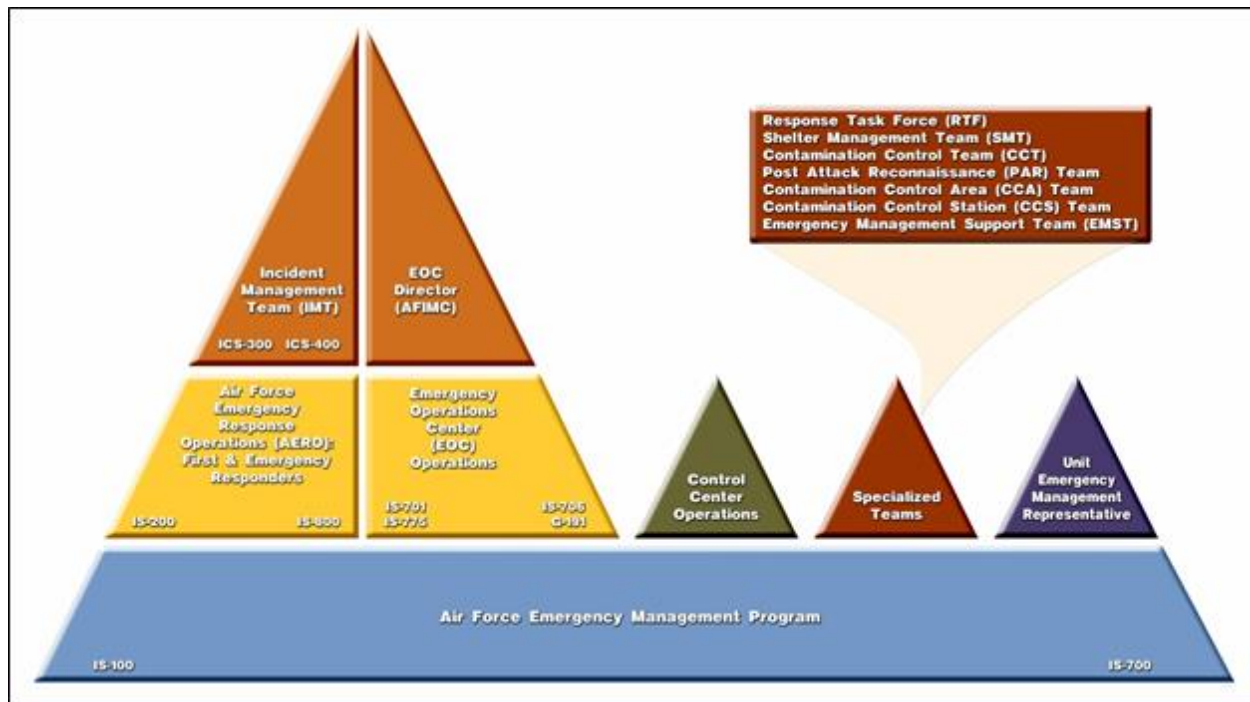 Response Task Force (RTF)
Shelter Management Team (SMT)
Contamination Control Team (CCT)
Post Attack Reconnaissance (PAR) Team
Contamination Control Area (CCA) Team
Contamination Control Station (CCS) Team
Emergency Management Support Team (EMST)
Incident
Management
Team (IMT)
ICS-300 ICS-400
EOC
Director
(AFIMC)
Air Force
Emergency
Response
Operations (AERO):
First & Emergency
Responders
IS-200 IS-800
Emergency
Operations
Center
(EOC)
Operations
IS-701 IS-706
IS-775 G-191
Control
Center
Operations
Specialized
Teams
Unit
Emergency
Management
Representative
Air Force Emergency Management Program
IS-100 IS-700